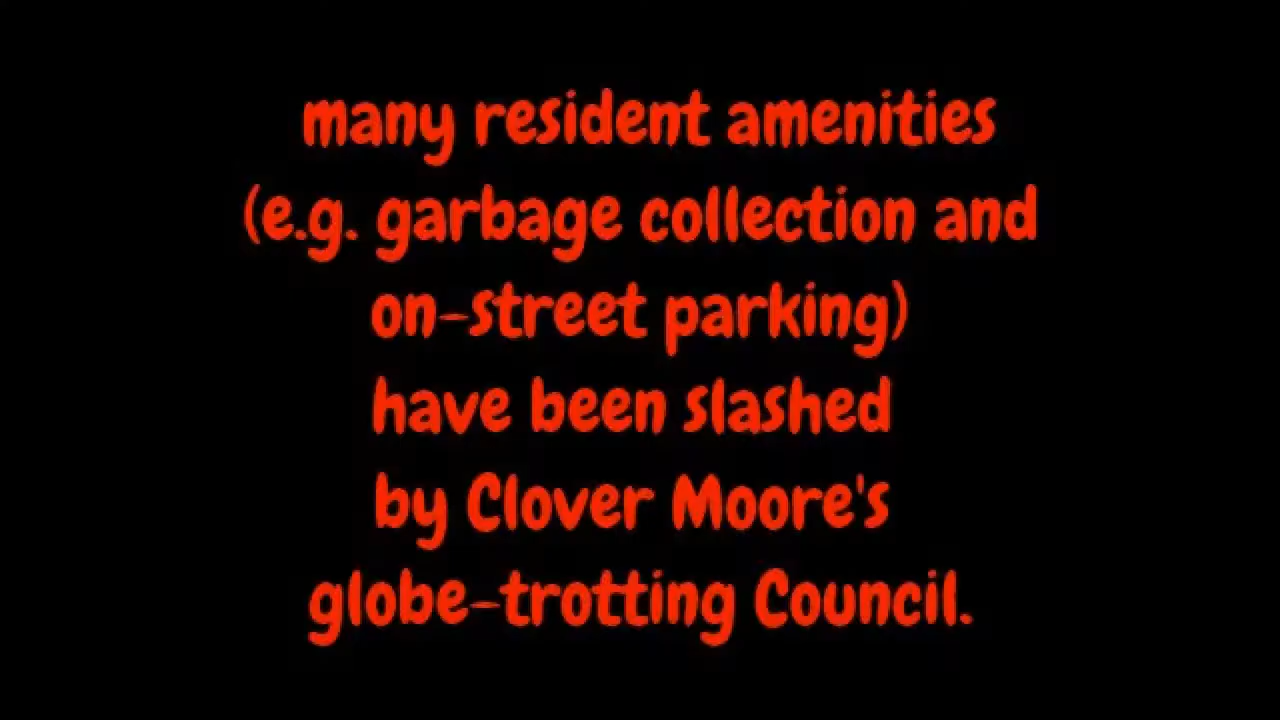 many resident amenities
(e.g. garbage collection and
on-street parking)
have been slashed
by Clover Moore's
globe-trotting Council.